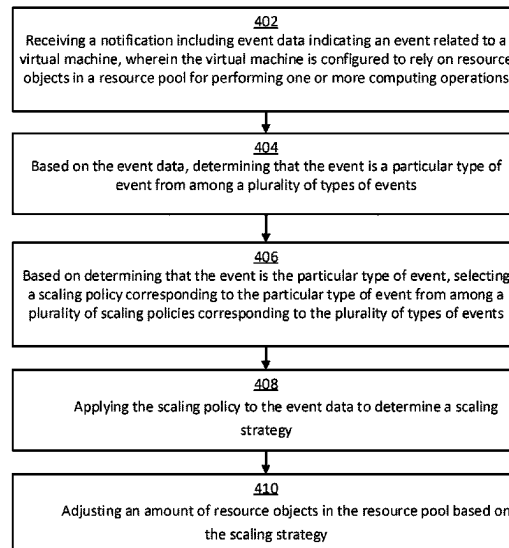 402
Receiving a notification including event data indicating an event related to a
virtual machine, wherein the virtual machine is configured to rely on resource
objects in a resource pool for performing one or more computing operations
404
Based on the event data, determining that the event is a particular type of
event from among a plurality of types of events
406
Based on determining that the event is the particular type of event, selecting
a scaling policy corresponding to the particular type of event from among a
plurality of scaling policies corresponding to the plurality of types of events
408
Applying the scaling policy to the event data to determine a scaling
strategy
410
Adjusting an amount of resource objects in the resource pool based on
the scaling strategy